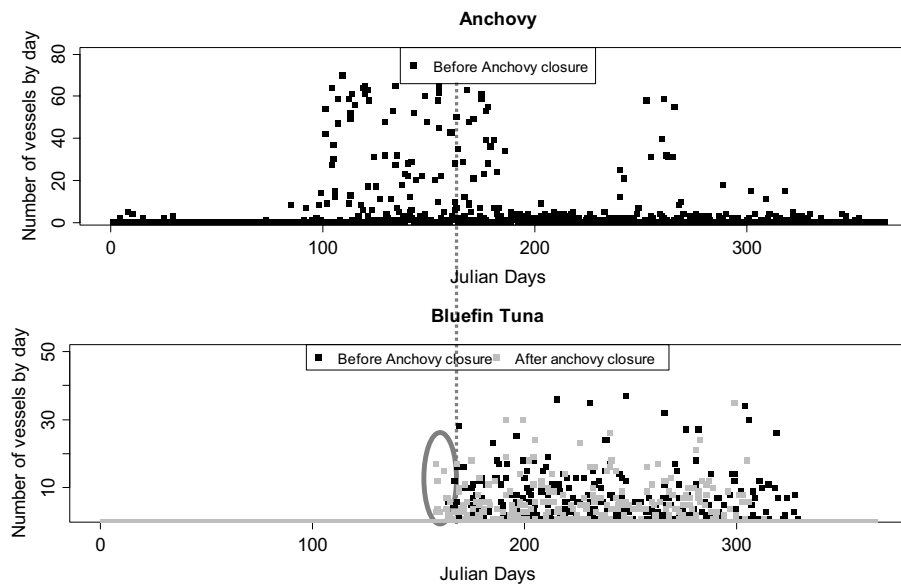 Anchovy
Number of vessels by day
80
60
40
20
0
Before Anchovy closure
0 100 200 300
Julian Days
Bluefin Tuna
Number of vessels by day
50
30
10
Before Anchovy closure After anchovy closure
0 100 200 300
Julian Days